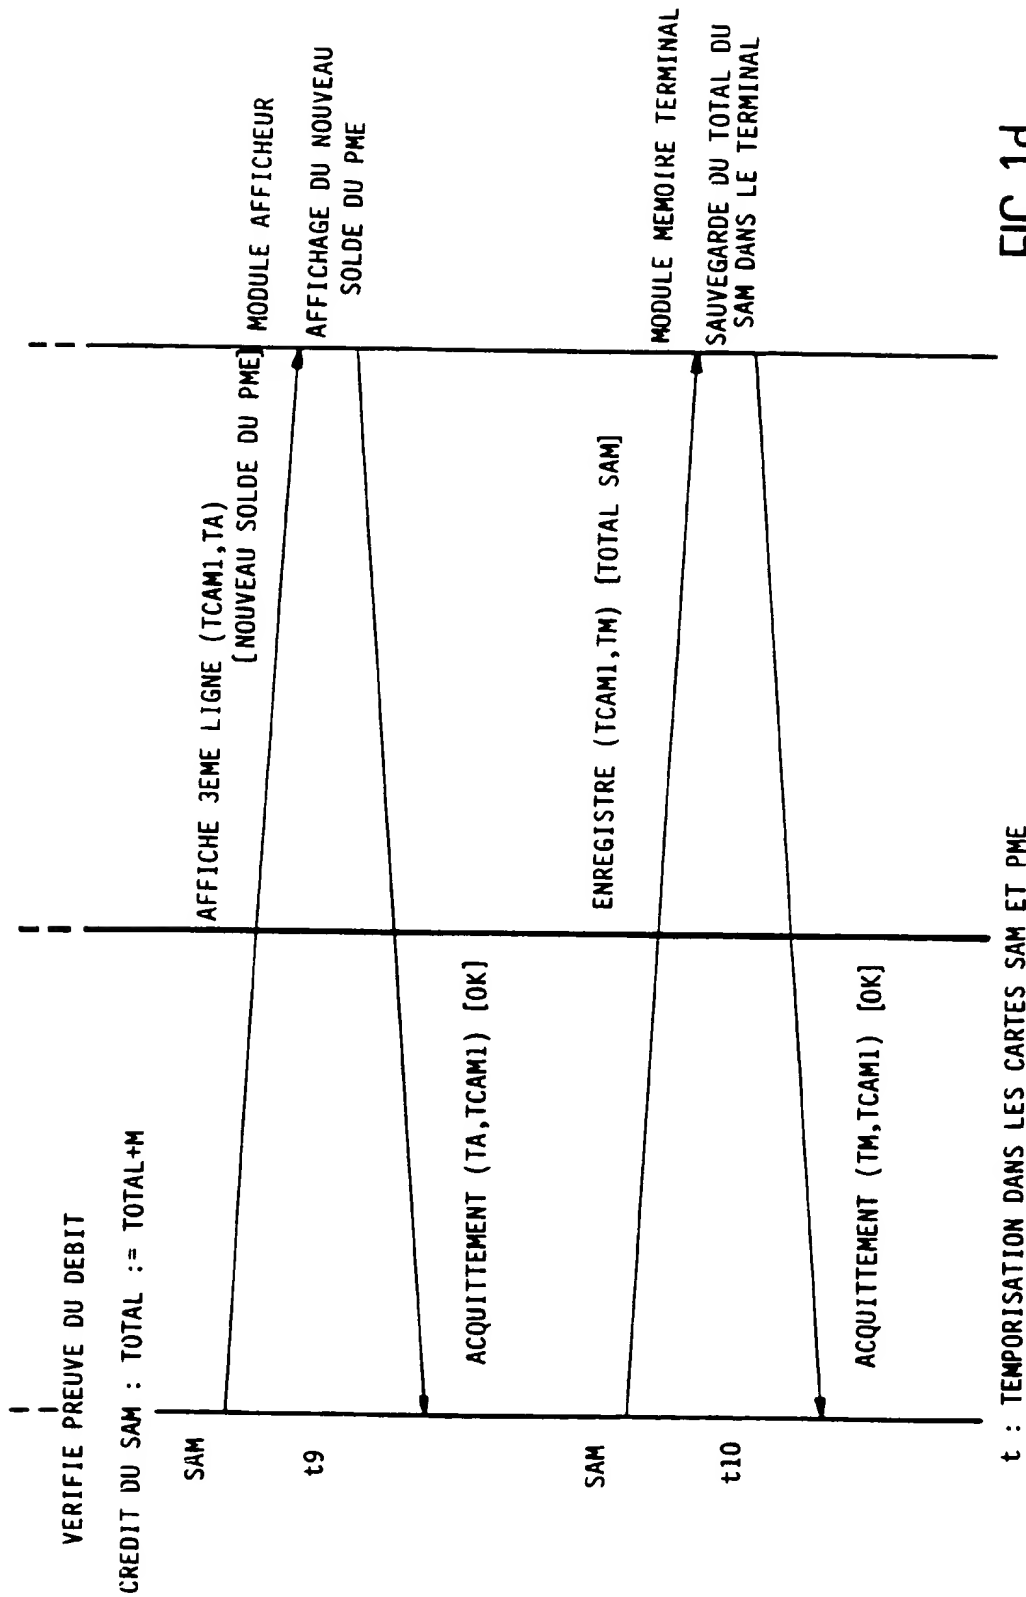 VERIFIE PREUVE DU DEBIT
CREDIT DU SAM : TOTAL := TOTAL+M
SAM
AFFICHE 3EME LIGNE (TCAM1,TA)
[NOUVEAU SOLDE DU PME]
MODULE AFFICHEUR
t9
AFFICHAGE DU NOUVEAU
SOLDE DU PME
ACQUITTEMENT (TA,TCAM1) [OK]
SAM
ENREGISTRE (TCAM1,TM) [TOTAL SAM]
MODULE MEMOIRE TERMINAL
t10
SAUVEGARDE DU TOTAL DU
SAM DANS LE TERMINAL
ACQUITTEMENT (TM,TCAM1) [OK]
t : TEMPORISATION DANS LES CARTES SAM ET PME
FIG_1d